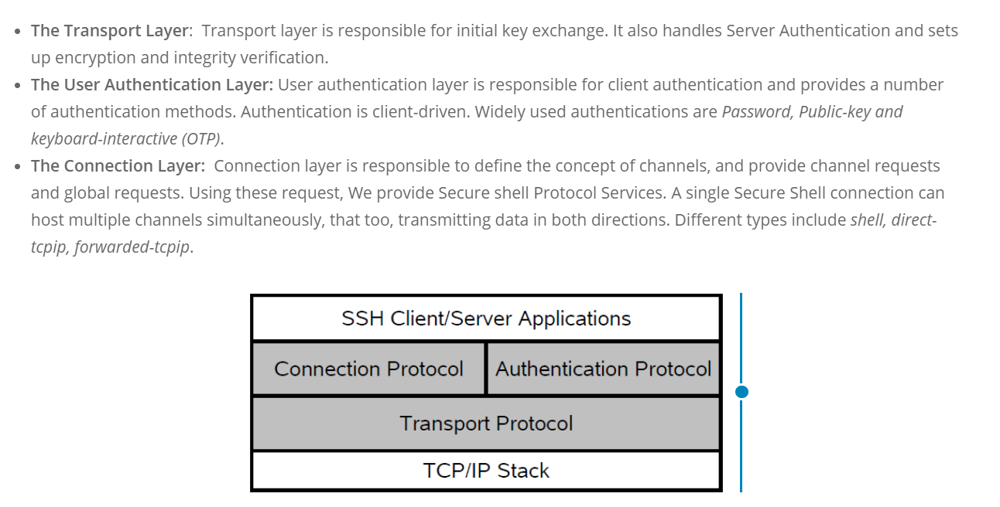 The Transport Layer: Transport layer is responsible for initial key exchange. It also handles Server Authentication and sets
up encryption and integrity verification.
The User Authentication Layer: User authentication layer is responsible for client authentication and provides a number
of authentication methods. Authentication is client-driven. Widely used authentications are Password, Public-key and
keyboard-interactive (OTP).
The Connection Layer: Connection layer is responsible to define the concept of channels, and provide channel requests
and global requests. Using these request, We provide Secure shell Protocol Services. A single Secure Shell connection can
host multiple channels simultaneously, that too, transmitting data in both directions. Different types include shell, direct-
tcpip, forwarded-tcpip.
SSH Client/Server Applications
Connection Protocol
Authentication Protocol
Transport Protocol
TCP/IP Stack